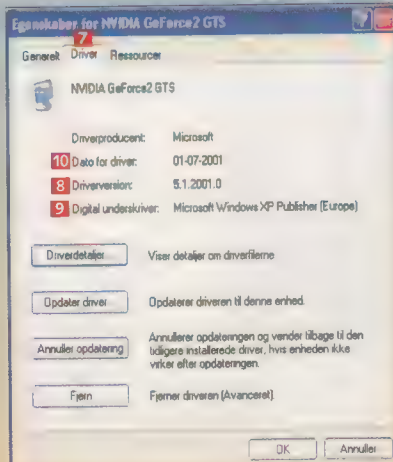 Egenskaber for NVIDIA GeForce2 GTS
7
Generelt Driver Ressourcer
NVIDIA GeForce2 GTS
Driverproducent: Microsoft
10 Dato for driver: 01-07-2001
8 Driverversion: 5.1.2001.0
9 Digital underskriver: Microsoft Windows XP Publisher (Europe)
Driverdetaljer Viser detaljer om driverfilerne.
Opdater driver Opdaterer driveren til denne enhed.
Annuller opdatering Annullerer opdateringen og vender tilbage til den
tidligere installerede driver, hvis enheden ikke
virker efter opdateringen.
Fjern Fjerner driveren (Avanceret).
OK Annuller